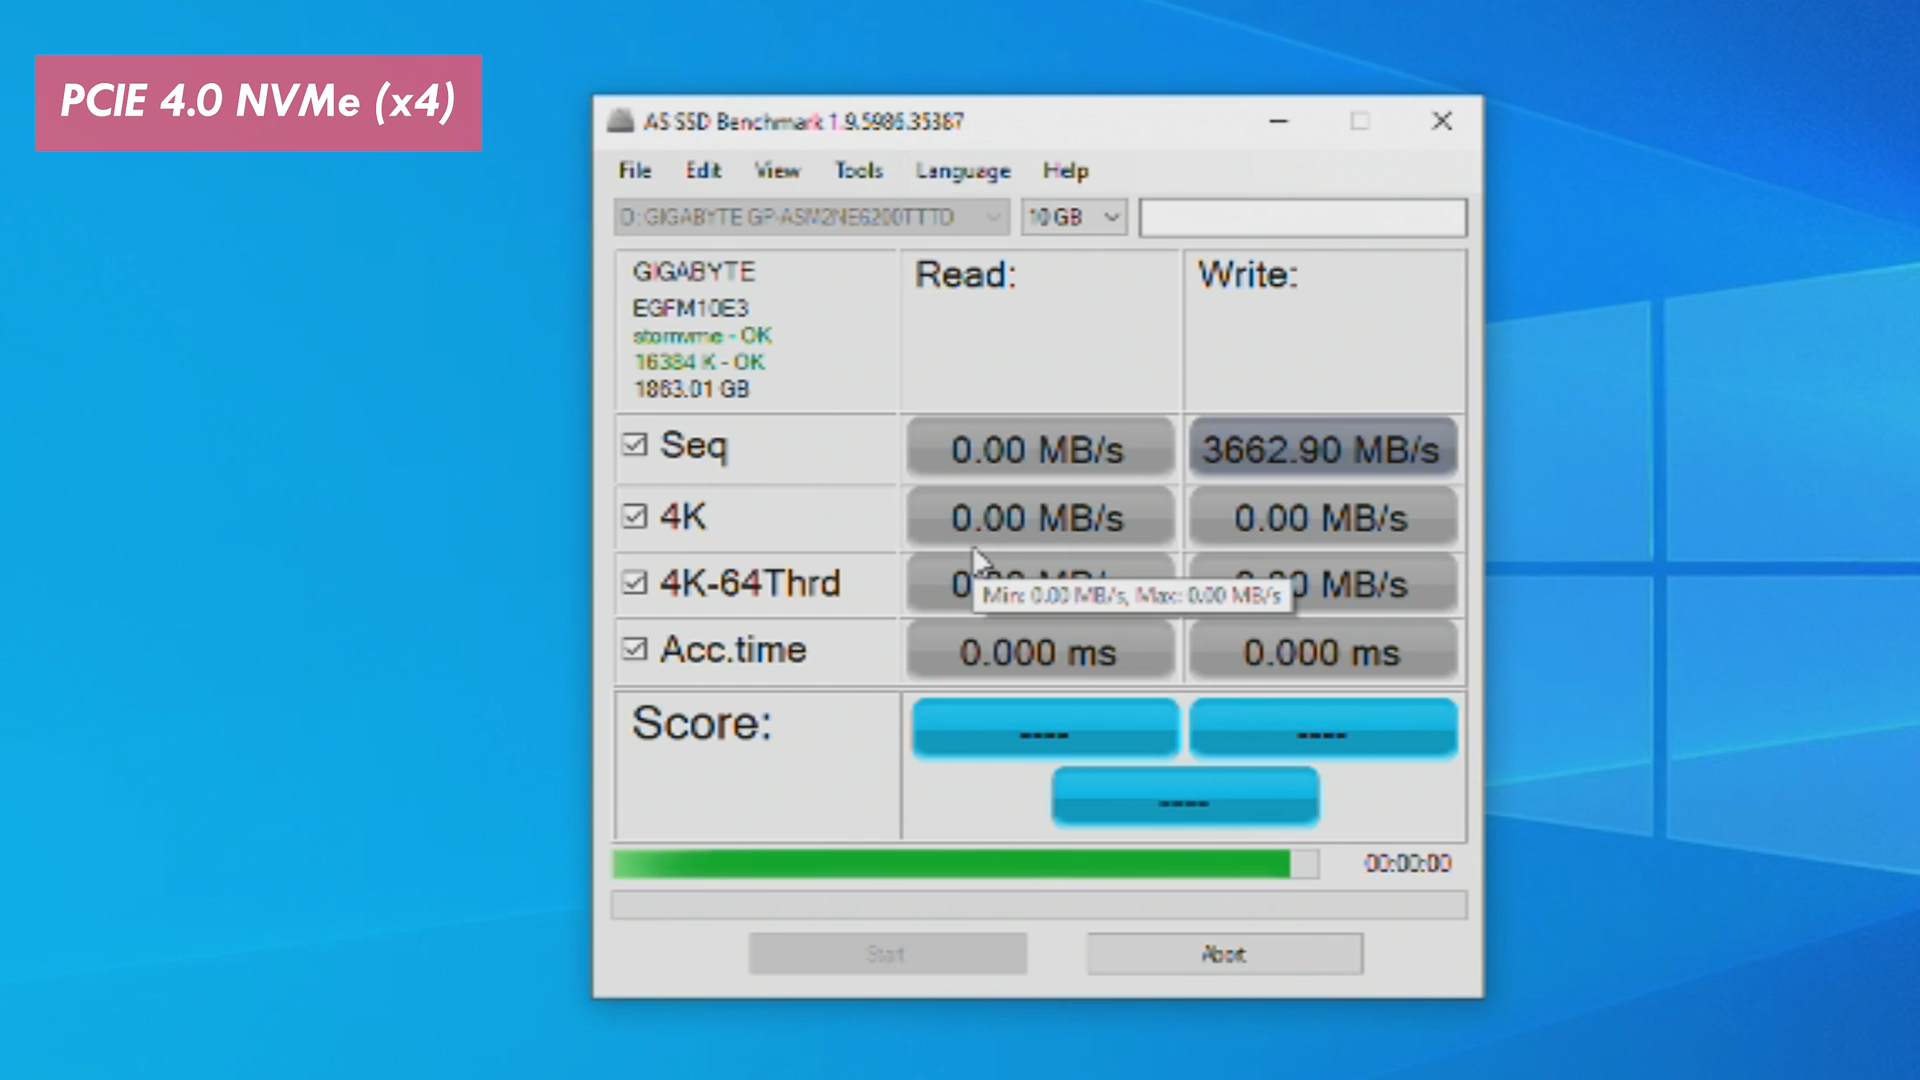 PCIE 4.0 NVMe (x4)
AS SSD Benchmark 1.9.5986.35387
File Edit View Tools Language Help
D: GIGABYTE GP-ASM2NE6200TTTD 10 GB
GIGABYTE
EGFM10E3
stornvme - OK
16384 K - OK
1863.01 GB
Read: Write:
Seq 0.00 MB/s 3662.90 MB/s
4K 0.00 MB/s 0.00 MB/s
4K-64Thrd
Min: 0.00 MB/s, Max: 0.00 MB/s
Acc.time 0.000 ms 0.000 ms
Score: ---- ----
----
00:00:00
Start Abort